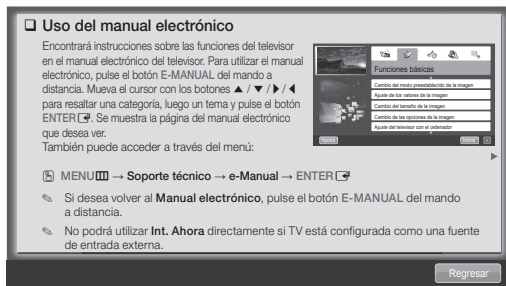 ❑ Uso del manual electrónico
Encontrará instrucciones sobre las funciones del televisor
en el manual electrónico del televisor. Para utilizar el manual
electrónico, pulse el botón E-MANUAL del mando a
distancia. Mueva el cursor con los botones ▲ / ▼ / ▶ / ◀
para resaltar una categoría, luego un tema y pulse el botón
ENTER. Se muestra la página del manual electrónico
que desea ver.
También puede acceder a través del menú:
Funciones básicas
Cambio del modo preestablecido de la imagen
Ajuste de los valores de la imagen
Cambio del tamaño de la imagen
Cambio de las opciones de la imagen
Ajuste del televisor con el ordenador
Ayuda
MENU → Soporte técnico → e-Manual → ENTER
Si desea volver al Manual electrónico, pulse el botón E-MANUAL del mando
a distancia.
No podrá utilizar Int. Ahora directamente si TV está configurada como una fuente
de entrada externa.
Regresar